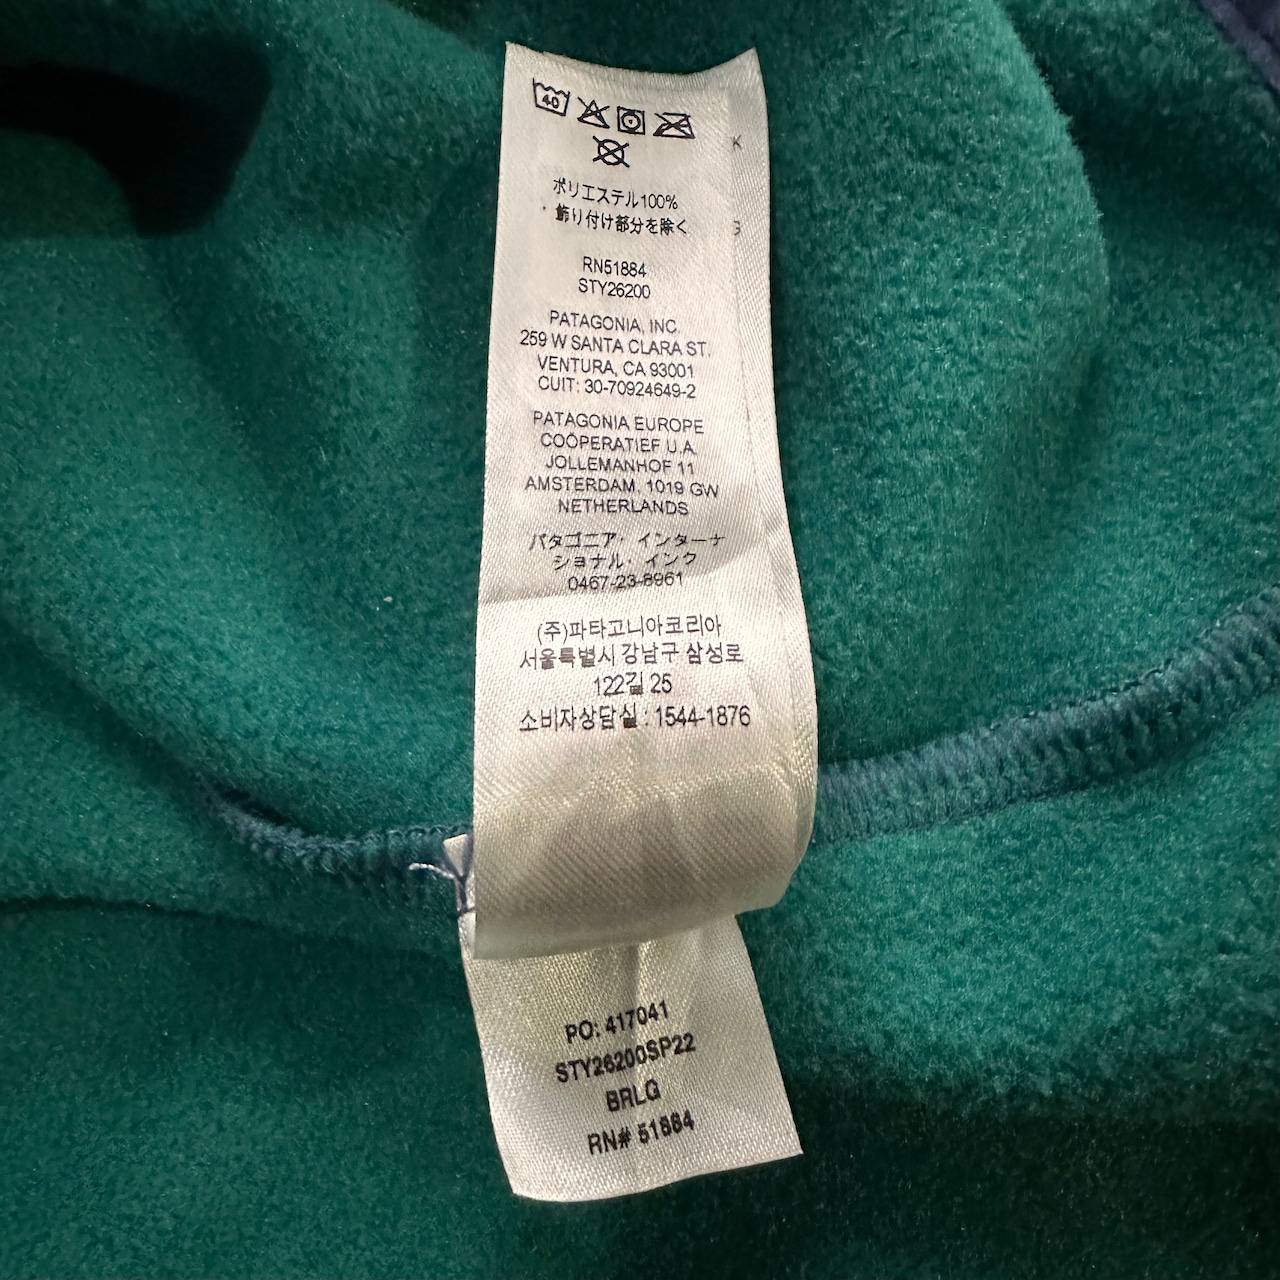 40
ポリエステル100%
飾り付け部分を除く
RN51884
STY26200
PATAGONIA, INC.
259 W SANTA CLARA ST.
VENTURA, CA 93001
CUIT: 30-70924649-2
PATAGONIA EUROPE
COÖPERATIEF U.A.
JOLLEMANHOF 11
AMSTERDAM, 1019 GW
NETHERLANDS
パタゴニア・インターナ
ショナル・インク
0467-23-8961
(주)파타고니아코리아
서울특별시 강남구 삼성로
122길 25
소비자상담실 : 1544-1876
PO: 417041
STY26200SP22
BRLG
RN# 51884